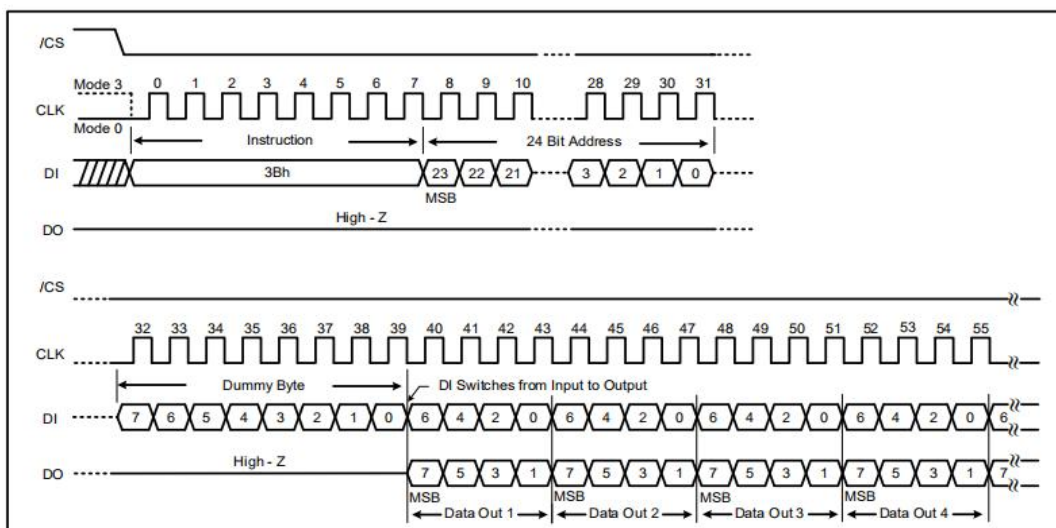 /CS
Mode 3 0 1 2 3 4 5 6 7 8 9 10 28 29 30 31
CLK
Mode 0
Instruction 24 Bit Address
DI 3Bh 23 22 21 3 2 1 0
MSB
High - Z
DO
/CS
32 33 34 35 36 37 38 39 40 41 42 43 44 45 46 47 48 49 50 51 52 53 54 55
CLK
Dummy Byte DI Switches from Input to Output
DI 7 6 5 4 3 2 1 0 6 4 2 0 6 4 2 0 6 4 2 0 6 4 2 0 6
High - Z
DO 7 5 3 1 7 5 3 1 7 5 3 1 7 5 3 1 7
MSB MSB MSB MSB
Data Out 1 Data Out 2 Data Out 3 Data Out 4